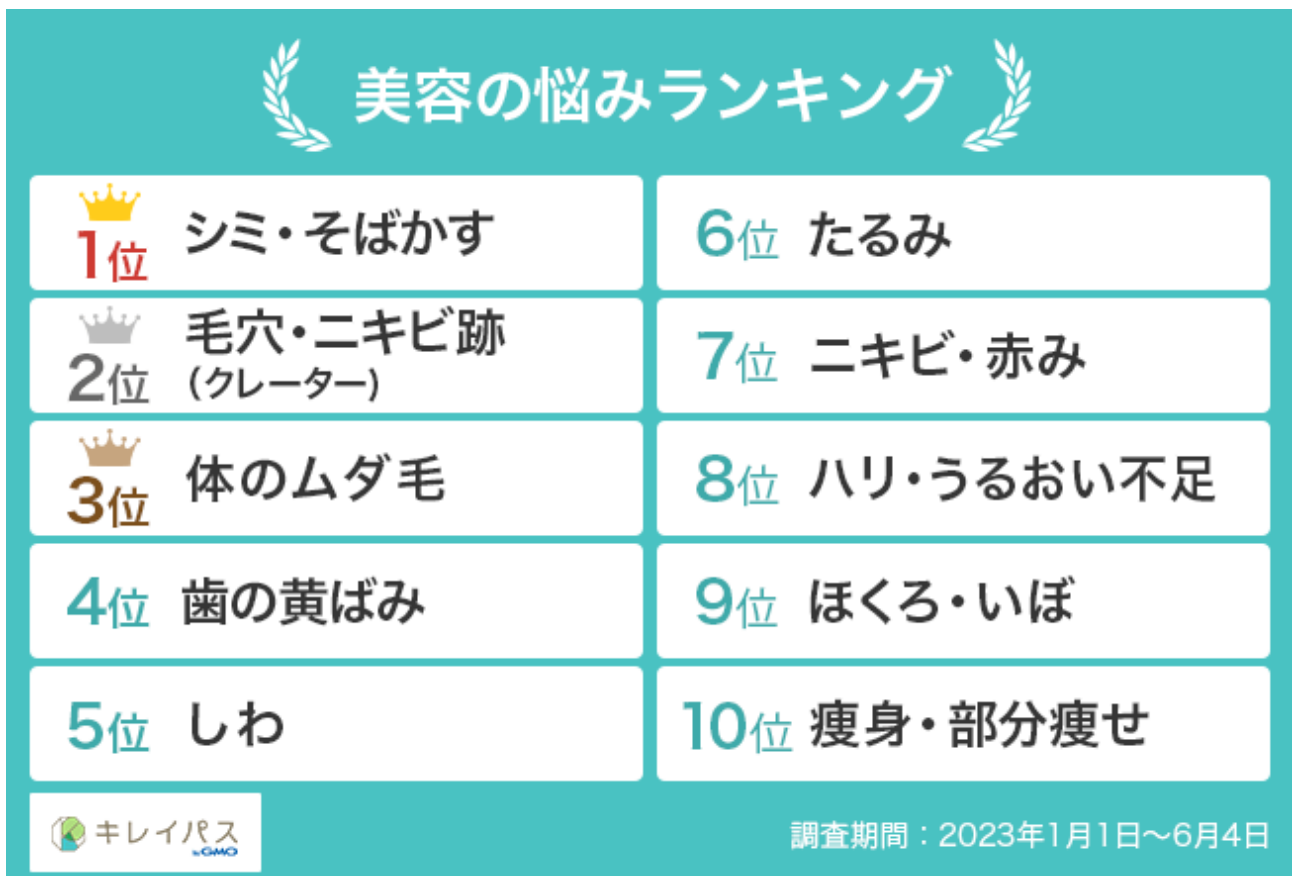 美容の悩みランキング
1位 シミ・そばかす
2位 毛穴・ニキビ跡
(クレーター)
3位 体のムダ毛
4位 歯の黄ばみ
5位 しわ
6位 たるみ
7位 ニキビ・赤み
8位 ハリ・うるおい不足
9位 ほくろ・いぼ
10位 痩身・部分痩せ
キレイパス
byGMO
調査期間：2023年1月1日〜6月4日